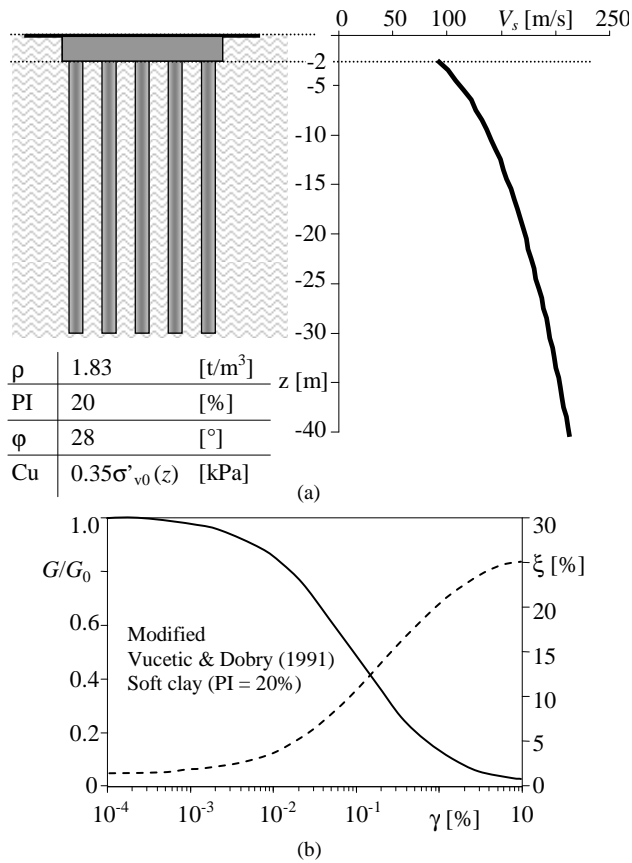 0 50 100 V_s [m/s] 250
-2
-5
-10
-15
-20
-30
z [m]
-40
ρ 1.83 [t/m³]
PI 20 [%]
φ 28 [°]
Cu 0.35σ'v0 (z) [kPa]
(a)
1.0 30
G/G₀ ξ [%]
0.8 20
0.6
Modified
Vucetic & Dobry (1991) 15
Soft clay (PI = 20%)
0.4 10
0.2 5
0 0
10⁻⁴ 10⁻³ 10⁻² 10⁻¹ γ [%] 10
(b)